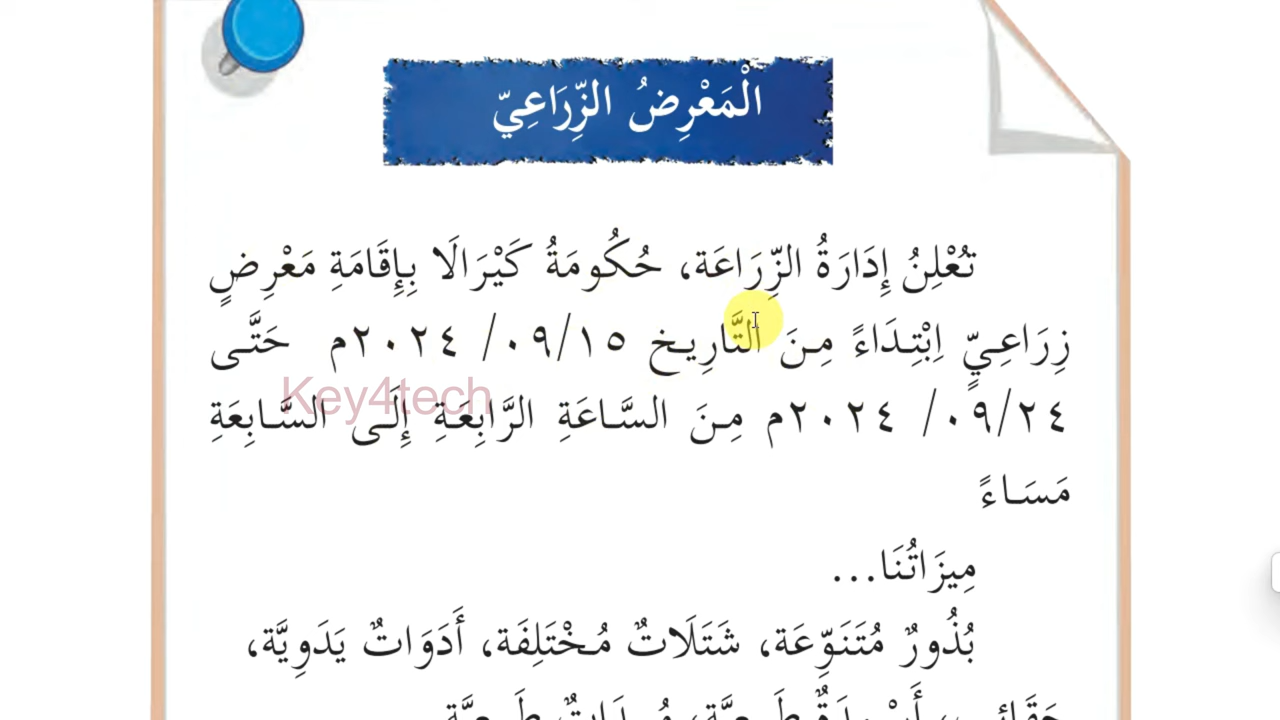 الْمَعْرِضُ الزِّرَاعِيّ
تُعْلِنُ إِدَارَةُ الزِّرَاعَة، حُكُومَةُ كَيْرَالَا بِإِقَامَةِ مَعْرِضٍ
زِرَاعِيٍّ اِبْتِدَاءً مِنَ التَّارِيخ ٠٩/١٥/ ٢٠٢٤م حَتَّى
٠٩/٢٤/ ٢٠٢٤م مِنَ السَّاعَةِ الرَّابِعَةِ إِلَى السَّابِعَةِ
Key4tech
مَسَاءً
مِيزَاتُنَا...
بُذُورٌ مُتَنَوِّعَة، شَتَلَاتٌ مُخْتَلِفَة، أَدَوَاتٌ يَدَوِيَّة،